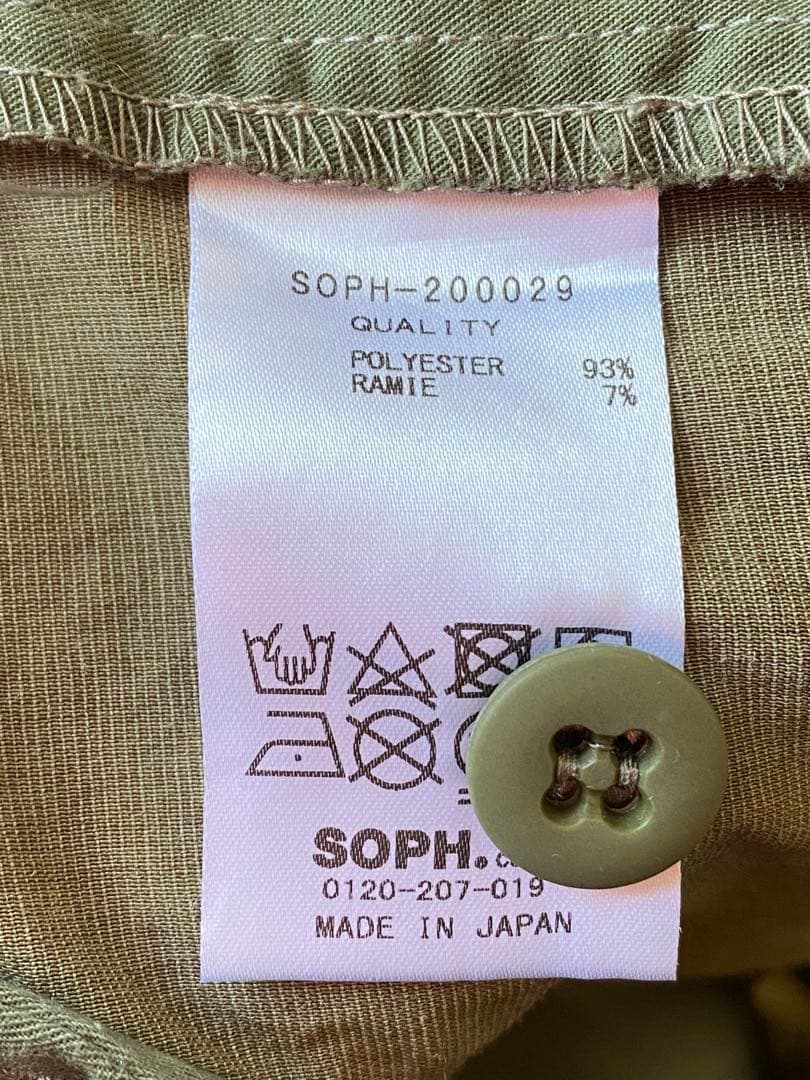 SOPH-200029
QUALITY
POLYESTER 93%
RAMIE 7%
SOPH.
0120-207-019
MADE IN JAPAN